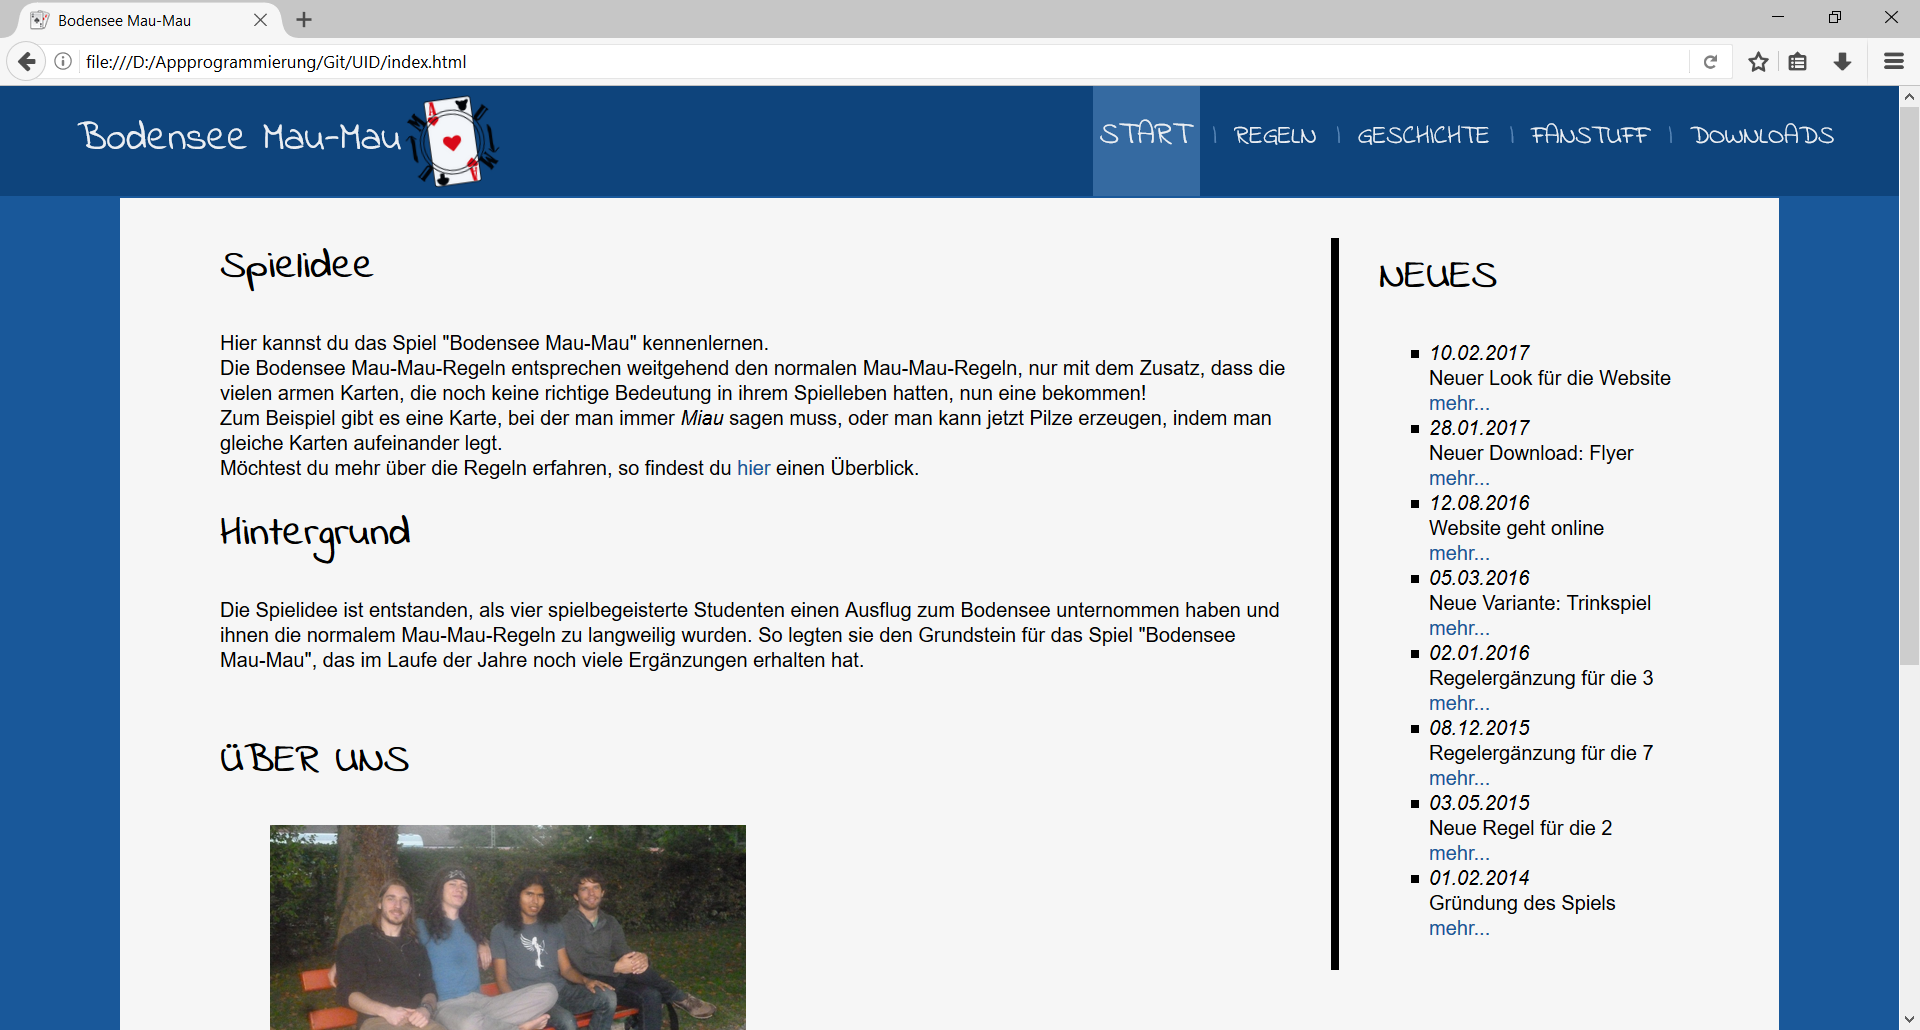 Bodensee Mau-Mau
file:///D:/Appprogrammierung/Git/UID/index.html
Bodensee Mau-Mau
START | REGELN | GESCHICHTE | FANSTUFF | DOWNLOADS
Spielidee
Hier kannst du das Spiel "Bodensee Mau-Mau" kennenlernen.
Die Bodensee Mau-Mau-Regeln entsprechen weitgehend den normalen Mau-Mau-Regeln, nur mit dem Zusatz, dass die
vielen armen Karten, die noch keine richtige Bedeutung in ihrem Spielleben hatten, nun eine bekommen!
Zum Beispiel gibt es eine Karte, bei der man immer Miau sagen muss, oder man kann jetzt Pilze erzeugen, indem man
gleiche Karten aufeinander legt.
Möchtest du mehr über die Regeln erfahren, so findest du hier einen Überblick.
Hintergrund
Die Spielidee ist entstanden, als vier spielbegeisterte Studenten einen Ausflug zum Bodensee unternommen haben und
ihnen die normalem Mau-Mau-Regeln zu langweilig wurden. So legten sie den Grundstein für das Spiel "Bodensee
Mau-Mau", das im Laufe der Jahre noch viele Ergänzungen erhalten hat.
ÜBER UNS
NEUES
10.02.2017
Neuer Look für die Website
mehr...
28.01.2017
Neuer Download: Flyer
mehr...
12.08.2016
Website geht online
mehr...
05.03.2016
Neue Variante: Trinkspiel
mehr...
02.01.2016
Regelergänzung für die 3
mehr...
08.12.2015
Regelergänzung für die 7
mehr...
03.05.2015
Neue Regel für die 2
mehr...
01.02.2014
Gründung des Spiels
mehr...